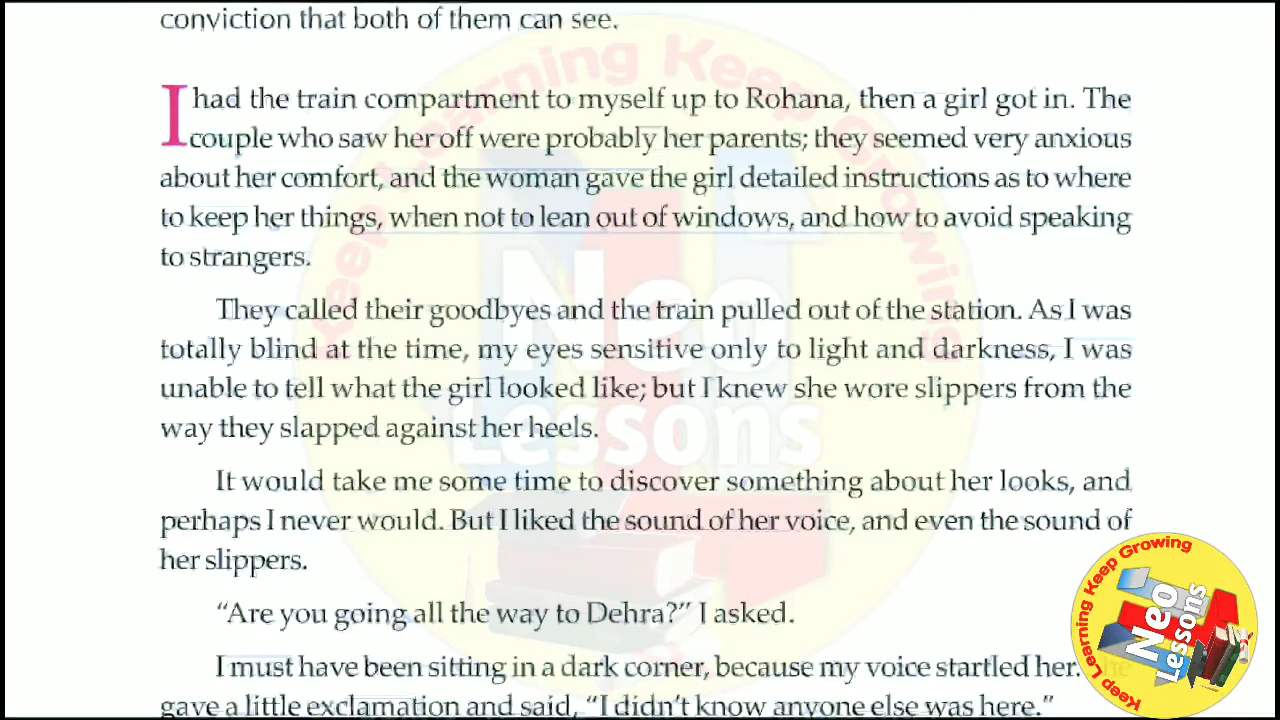 conviction that both of them can see.
I had the train compartment to myself up to Rohana, then a girl got in. The
couple who saw her off were probably her parents; they seemed very anxious
about her comfort, and the woman gave the girl detailed instructions as to where
to keep her things, when not to lean out of windows, and how to avoid speaking
to strangers.
They called their goodbyes and the train pulled out of the station. As I was
totally blind at the time, my eyes sensitive only to light and darkness, I was
unable to tell what the girl looked like; but I knew she wore slippers from the
way they slapped against her heels.
It would take me some time to discover something about her looks, and
perhaps I never would. But I liked the sound of her voice, and even the sound of
her slippers.
“Are you going all the way to Dehra?” I asked.
I must have been sitting in a dark corner, because my voice startled her.
gave a little exclamation and said, “I didn’t know anyone else was here.”
Keep Learning Keep Growing
Neo
Lessons
Keep Learning Keep Growing
Neo
Lessons